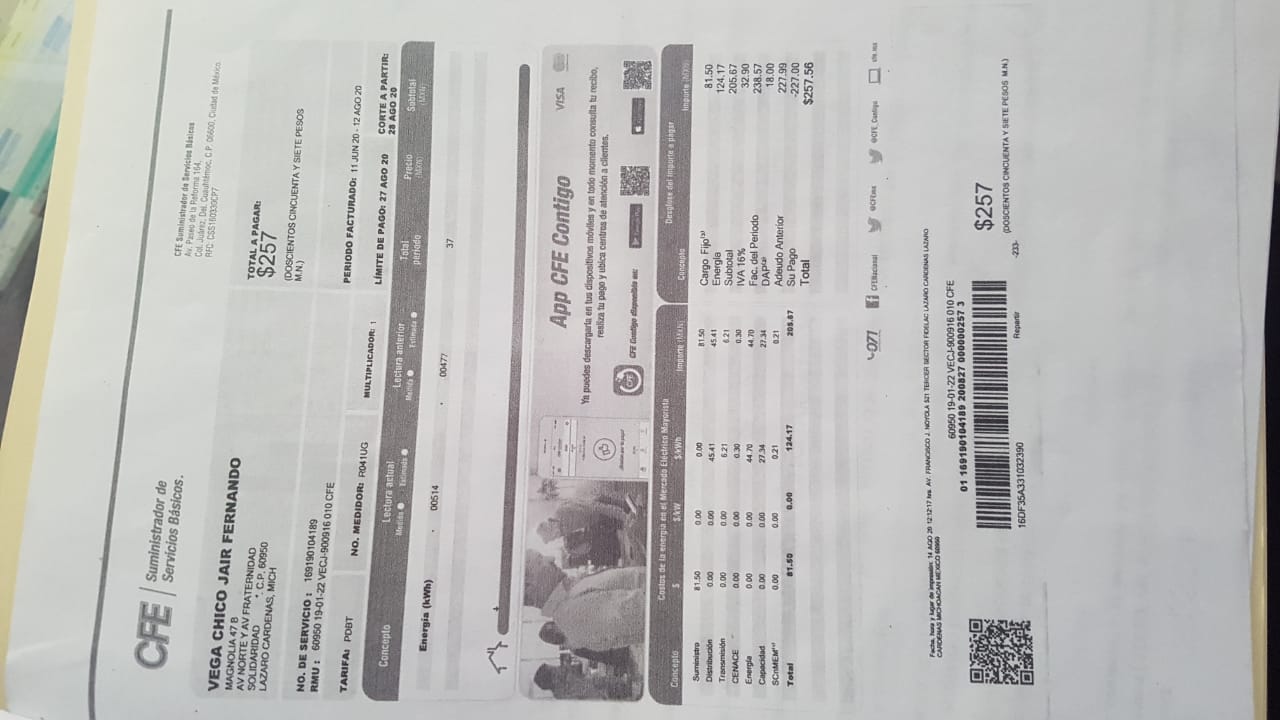 CFE
Suministrador de
Servicios Básicos.
CFE Suministrador de Servicios Básicos
Av. Paseo de la Reforma 164,
Col. Juárez, Del. Cuauhtémoc, C.P. 06600, Ciudad de México
RFC: CSS160330CP7
VEGA CHICO JAIR FERNANDO
MAGNOLIA 47 B
AV NORTE Y AV FRATERNIDAD
SOLIDARIDAD C.P. 60950
LAZARO CARDENAS, MICH
TOTAL A PAGAR:
$257
(DOSCIENTOS CINCUENTA Y SIETE PESOS
M.N.)
NO. DE SERVICIO : 169190104189
RMU : 60950 19-01-22 VECJ-900916 010 CFE
TARIFA: PDBT NO. MEDIDOR: R041UG MULTIPLICADOR: 1
PERIODO FACTURADO: 11 JUN 20 - 12 AGO 20
LÍMITE DE PAGO: 27 AGO 20
CORTE A PARTIR:
28 AGO 20
Concepto Lectura actual Lectura anterior Total Precio Subtotal
Medida Estimada Medida Estimada periodo (MXN) (MXN)
Energía (kWh) 00514 00477 37
App CFE Contigo
VISA
Ya puedes descargarla en tus dispositivos móviles y en todo momento consulta tu recibo,
realiza tu pago y ubica centros de atención a clientes.
CFE Contigo disponible en:
Costos de la energía en el Mercado Eléctrico Mayorista
Concepto $ $/kW $/kWh Importe (MXN)
Suministro 81.50 0.00 0.00 81.50
Distribución 0.00 0.00 45.41 45.41
Transmisión 0.00 0.00 6.21 6.21
CENACE 0.00 0.00 0.30 0.30
Energía 0.00 0.00 44.70 44.70
Capacidad 0.00 0.00 27.34 27.34
SCnMEM 0.00 0.00 0.21 0.21
Total 81.50 0.00 124.17 205.67
Desglose del importe a pagar
Concepto Importe (MXN)
Cargo Fijo 81.50
Energía 124.17
Subtotal 205.67
IVA 16% 32.90
Fac. del Periodo 238.57
DAP 18.00
Adeudo Anterior 227.99
Su Pago -227.00
Total $257.56
071 CFENacional @CFEmx @CFE_Contigo cfe.mx
Fecha, hora y lugar de impresión: 14 AGO 20 12:12:17 hrs. AV. FRANCISCO J. NOYOLA S21 TERCER SECTOR FIDELAC LAZARO CARDENAS LAZARO
CARDENAS MICHOACAN MEXICO 60950
60950 19-01-22 VECJ-900916 010 CFE
01 169190104189 200827 000000257 3
16DF35A331032390
Repartir
-233-
$257
(DOSCIENTOS CINCUENTA Y SIETE PESOS M.N.)